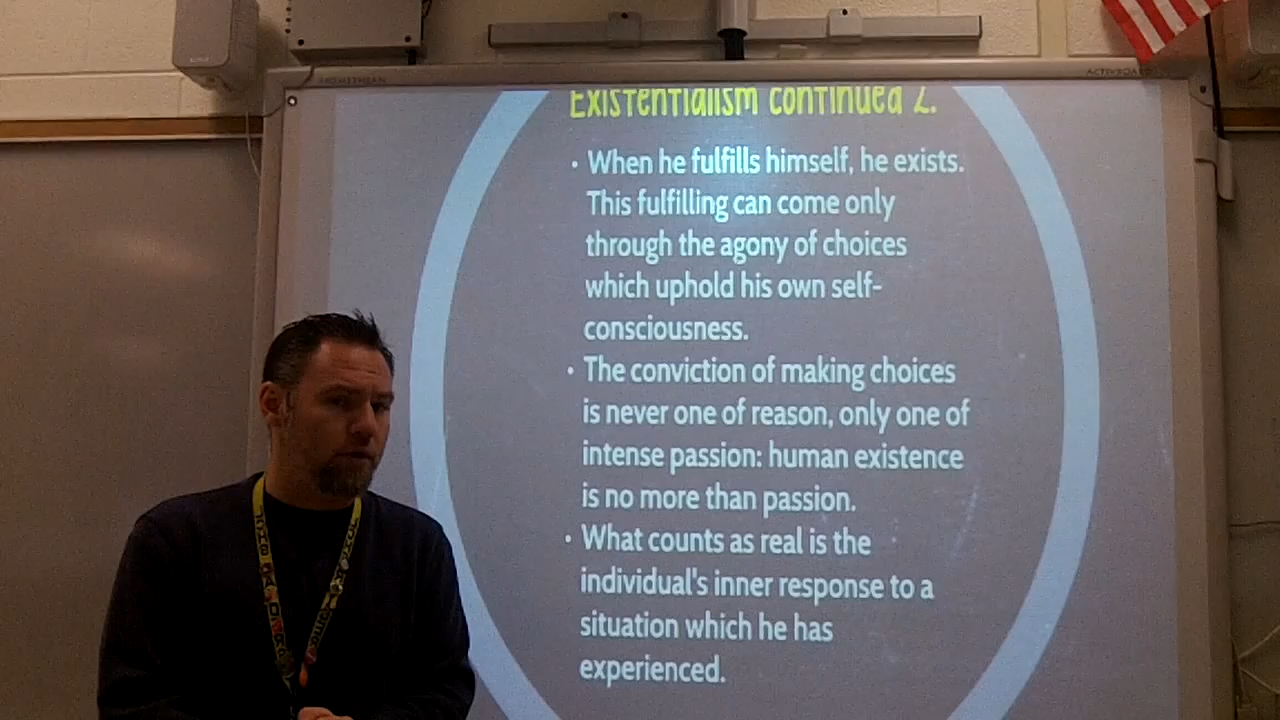 PROMETHEAN
ACTIVBOARD
Existentialism continued 2.
• When he fulfills himself, he exists.
This fulfilling can come only
through the agony of choices
which uphold his own self-
consciousness.
• The conviction of making choices
is never one of reason, only one of
intense passion: human existence
is no more than passion.
• What counts as real is the
individual's inner response to a
situation which he has
experienced.